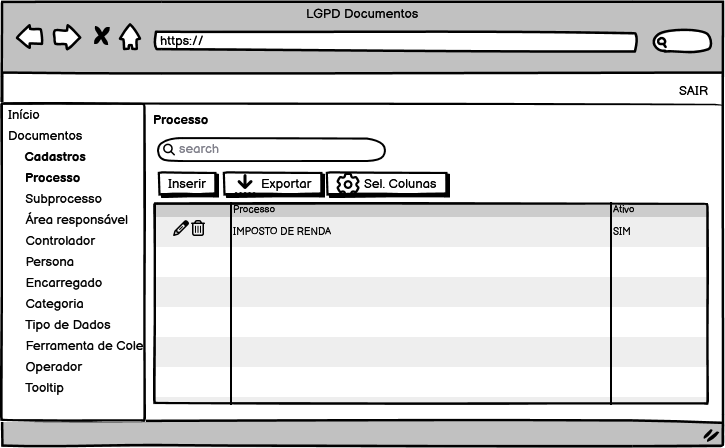 LGPD Documentos
https://
SAIR
Início
Documentos
Cadastros
Processo
Subprocesso
Área responsável
Controlador
Persona
Encarregado
Categoria
Tipo de Dados
Ferramenta de Cole
Operador
Tooltip
Processo
search
Inserir Exportar Sel. Colunas
Processo Ativo
IMPOSTO DE RENDA SIM